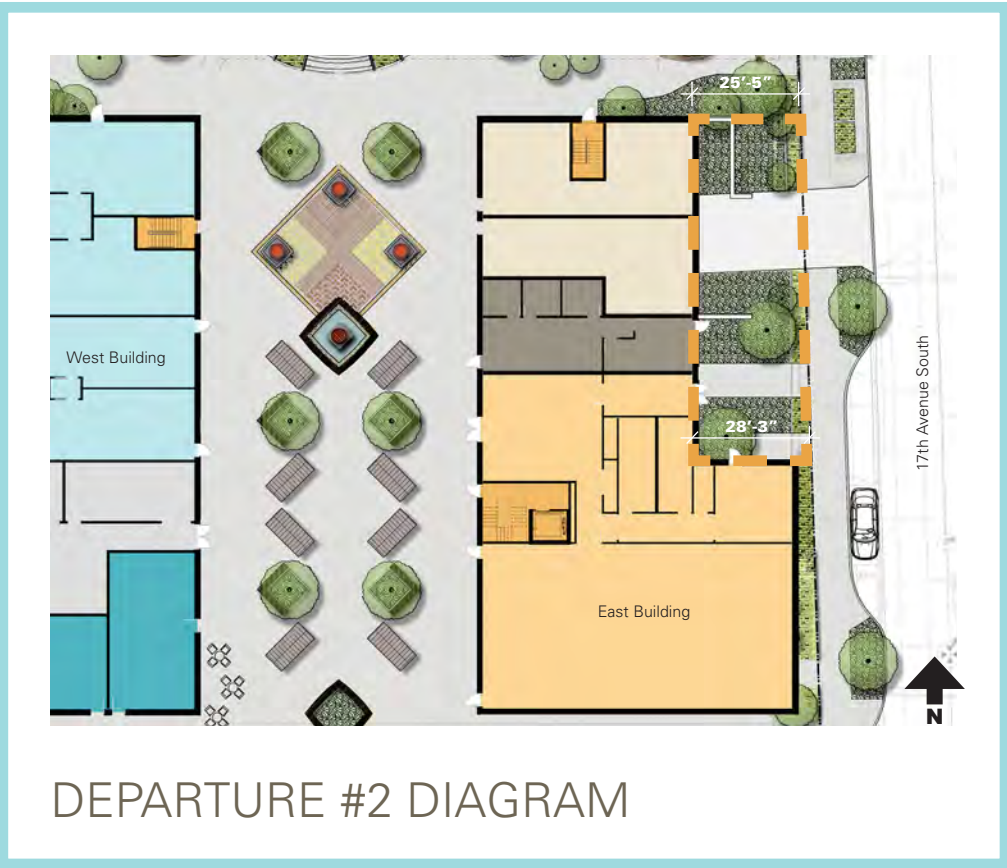 25’-5”
West Building
17th Avenue South
28’-3”
East Building
N
DEPARTURE #2 DIAGRAM